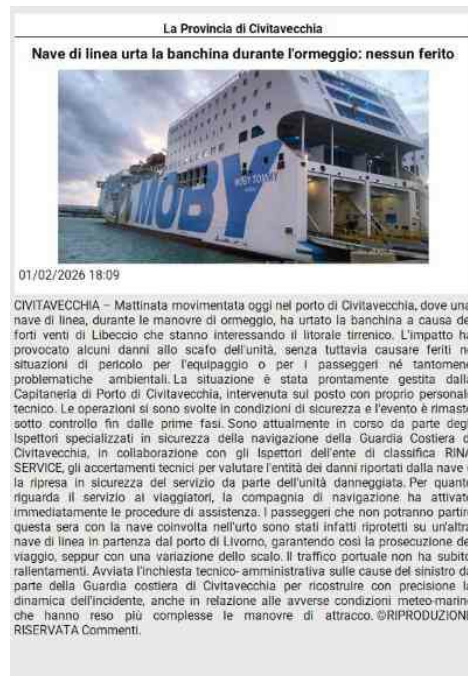 La Provincia di Civitavecchia
Nave di linea urta la banchina durante l'ormeggio: nessun ferito
MOBY
01/02/2026 18:09
CIVITAVECCHIA – Mattinata movimentata oggi nel porto di Civitavecchia, dove una
nave di linea, durante le manovre di ormeggio, ha urtato la banchina a causa de
forti venti di Libeccio che stanno interessando il litorale tirrenico. L'impatto ha
provocato alcuni danni allo scafo dell'unità, senza tuttavia causare feriti n
situazioni di pericolo per l'equipaggio o per i passeggeri né tantomeno
problematiche ambientali. La situazione è stata prontamente gestita dalla
Capitaneria di Porto di Civitavecchia, intervenuta sul posto con proprio personale
tecnico. Le operazioni si sono svolte in condizioni di sicurezza e l'evento è rimasto
sotto controllo fin dalle prime fasi. Sono attualmente in corso da parte degl
Ispettori specializzati in sicurezza della navigazione della Guardia Costiera d
Civitavecchia, in collaborazione con gli Ispettori dell'ente di classifica RINA
SERVICE, gli accertamenti tecnici per valutare l'entità dei danni riportati dalla nave
la ripresa in sicurezza del servizio da parte dell'unità danneggiata. Per quanto
riguarda il servizio ai viaggiatori, la compagnia di navigazione ha attivato
immediatamente le procedure di assistenza. I passeggeri che non potranno partire
questa sera con la nave coinvolta nell'urto sono stati infatti riprotetti su un'altra
nave di linea in partenza dal porto di Livorno, garantendo così la prosecuzione de
viaggio, seppur con una variazione dello scalo. Il traffico portuale non ha subito
rallentamenti. Avviata l'inchiesta tecnico-amministrativa sulle cause del sinistro da
parte della Guardia costiera di Civitavecchia per ricostruire con precisione la
dinamica dell'incidente, anche in relazione alle avverse condizioni meteo-marine
che hanno reso più complesse le manovre di attracco. ©RIPRODUZIONE
RISERVATA Commenti.